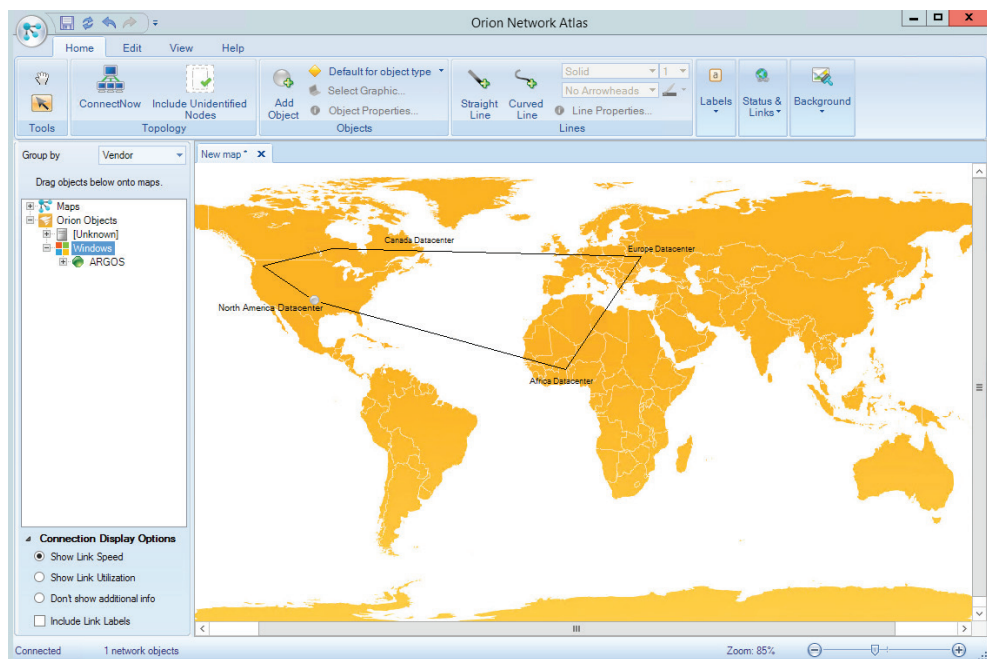 Orion Network Atlas
Home Edit View Help
Default for object type
Solid 1
ConnectNow Include Unidentified Nodes
Add Object
Select Graphic...
Straight Line Curved Line
No Arrowheads
Labels Status & Links Background
Object Properties...
Line Properties...
Tools Topology Objects Lines
Group by Vendor
New map *
Drag objects below onto maps.
Maps
Orion Objects
[Unknown]
Windows
ARGOS
Canada Datacenter
Europe Datacenter
North America Datacenter
Africa Datacenter
Connection Display Options
Show Link Speed
Show Link Utilization
Don't show additional info
Include Link Labels
Connected 1 network objects Zoom: 85%